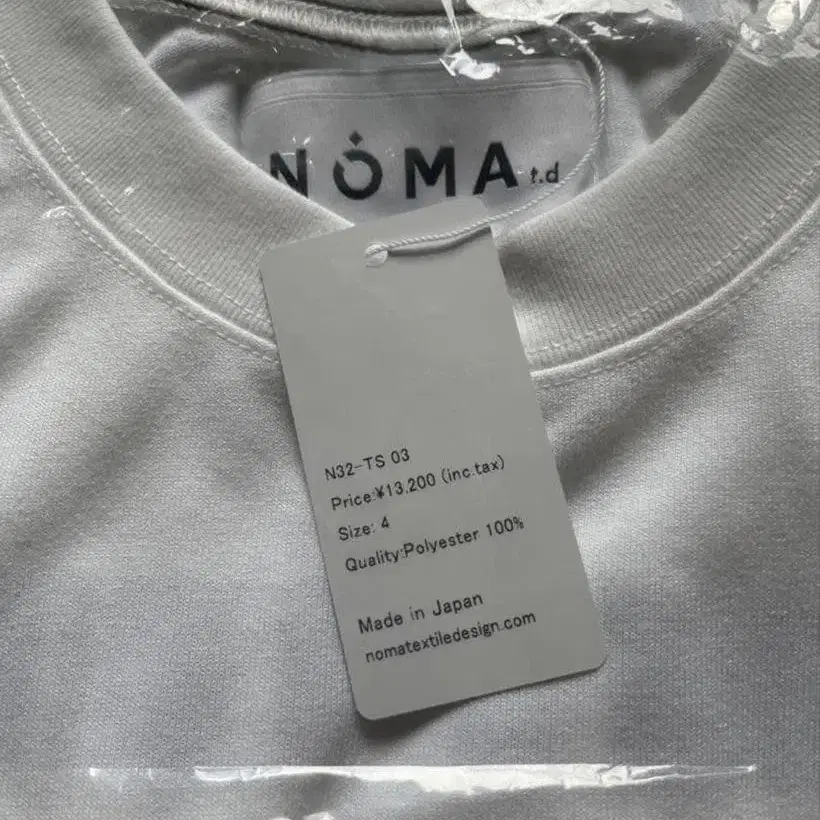 NOMA t.d
N32-TS 03
Price:¥13,200 (inc.tax)
Size: 4
Quality:Polyester 100%
Made in Japan
nomatextiledesign.com